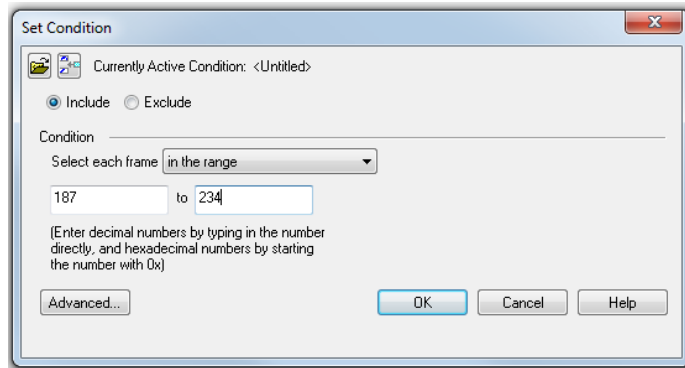 Set Condition
Currently Active Condition: <Untitled>
Include Exclude
Condition
Select each frame in the range
187 to 234
(Enter decimal numbers by typing in the number
directly, and hexadecimal numbers by starting
the number with 0x)
Advanced... OK Cancel Help